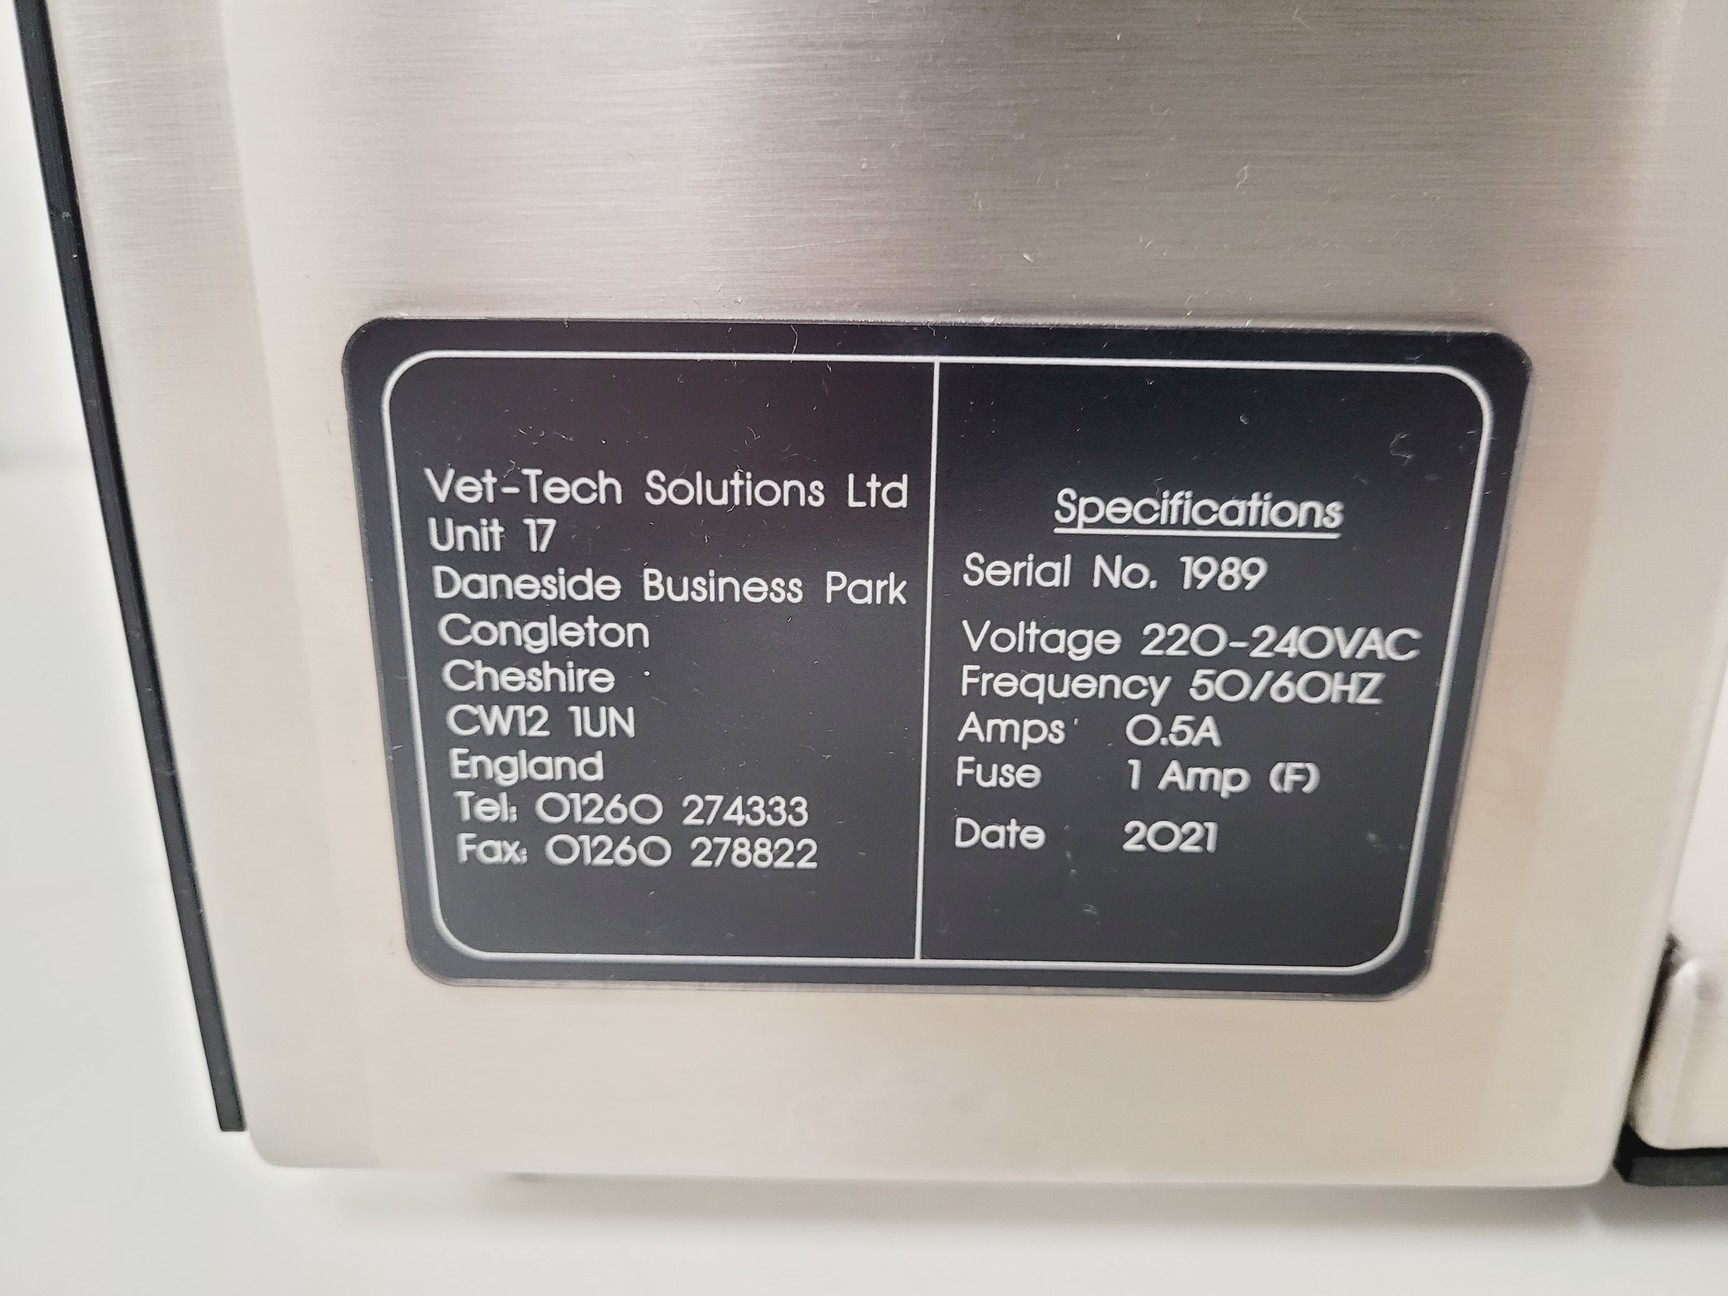 Vet-Tech Solutions Ltd
Unit 17
Daneside Business Park
Congleton
Cheshire
CW12 1UN
England
Tel: 01260 274333
Fax: 01260 278822
Specifications
Serial No. 1989
Voltage 220-240VAC
Frequency 50/60HZ
Amps 0.5A
Fuse 1 Amp (F)
Date 2021